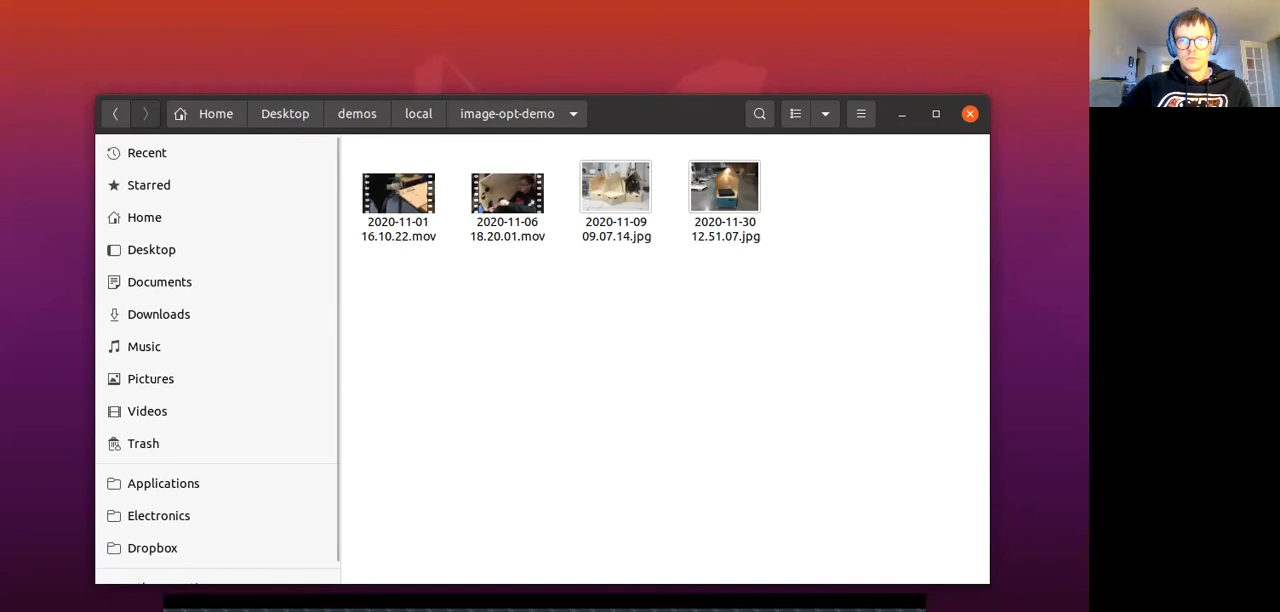 Home Desktop demos local image-opt-demo
Recent
Starred
Home
Desktop
Documents
Downloads
Music
Pictures
Videos
Trash
Applications
Electronics
Dropbox
2020-11-01
16.10.22.mov
2020-11-06
18.20.01.mov
2020-11-09
09.07.14.jpg
2020-11-30
12.51.07.jpg